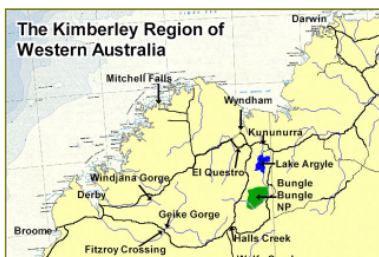 The Kimberley Region of
Western Australia
Darwin
Mitchell Falls
Wyndham
Kununurra
Lake Argyle
El Questro
Windjana Gorge
Bungle
Bungle
NP
Derby
Geike Gorge
Broome
Halls Creek
Fitzroy Crossing